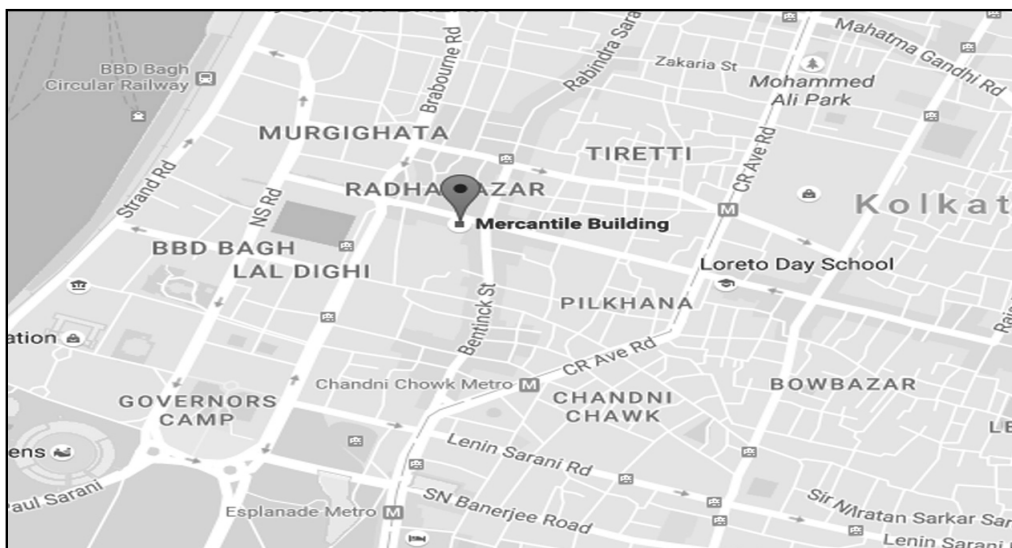 Mahatma Gandhi Rd
BBD Bagh
Circular Railway
Brabourne Rd
Rabindra Sara
Zakaria St
Mohammed
Ali Park
MURGIGHATA
TIRETTI
CR Ave Rd
Strand Rd
NS Rd
RADHA BAZAR
Kolkat
Mercantile Building
BBD BAGH
LAL DIGHI
Loreto Day School
PILKHANA
Bentinck St
ation
CR Ave Rd
Chandni Chowk Metro
BOWBAZAR
GOVERNORS
CAMP
CHANDNI
CHAWK
LE
ens
Lenin Sarani Rd
Paul Sarani
SN Banerjee Road
Esplanade Metro
Sir Nilratan Sarkar Sar
Lenin Sarani